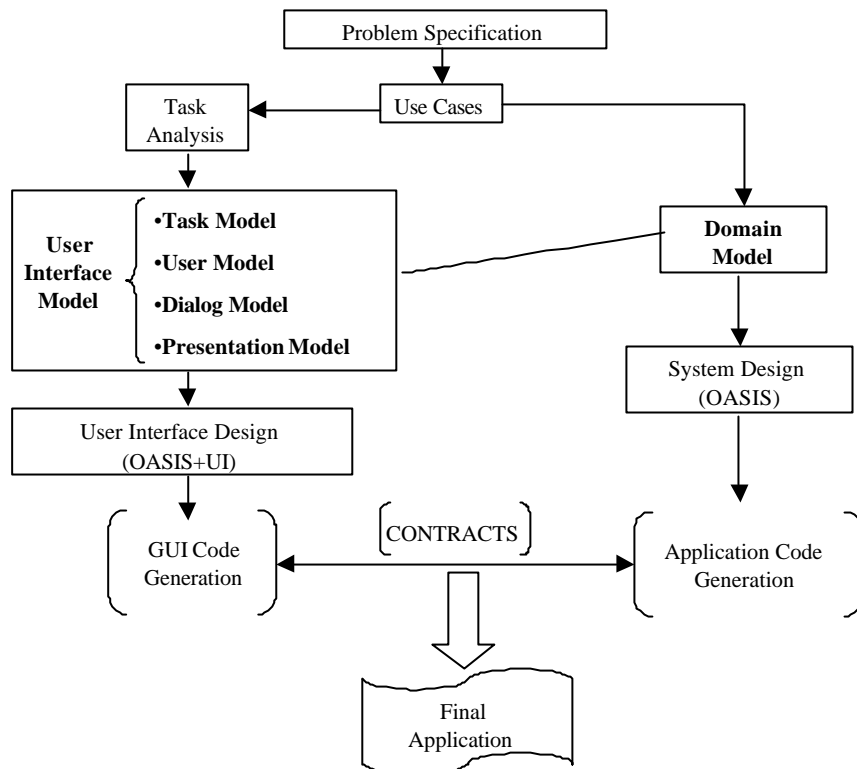 Problem Specification
Use Cases
Task
Analysis
User
Interface
Model
•Task Model
•User Model
•Dialog Model
•Presentation Model
Domain
Model
System Design
(OASIS)
User Interface Design
(OASIS+UI)
GUI Code
Generation
CONTRACTS
Application Code
Generation
Final
Application